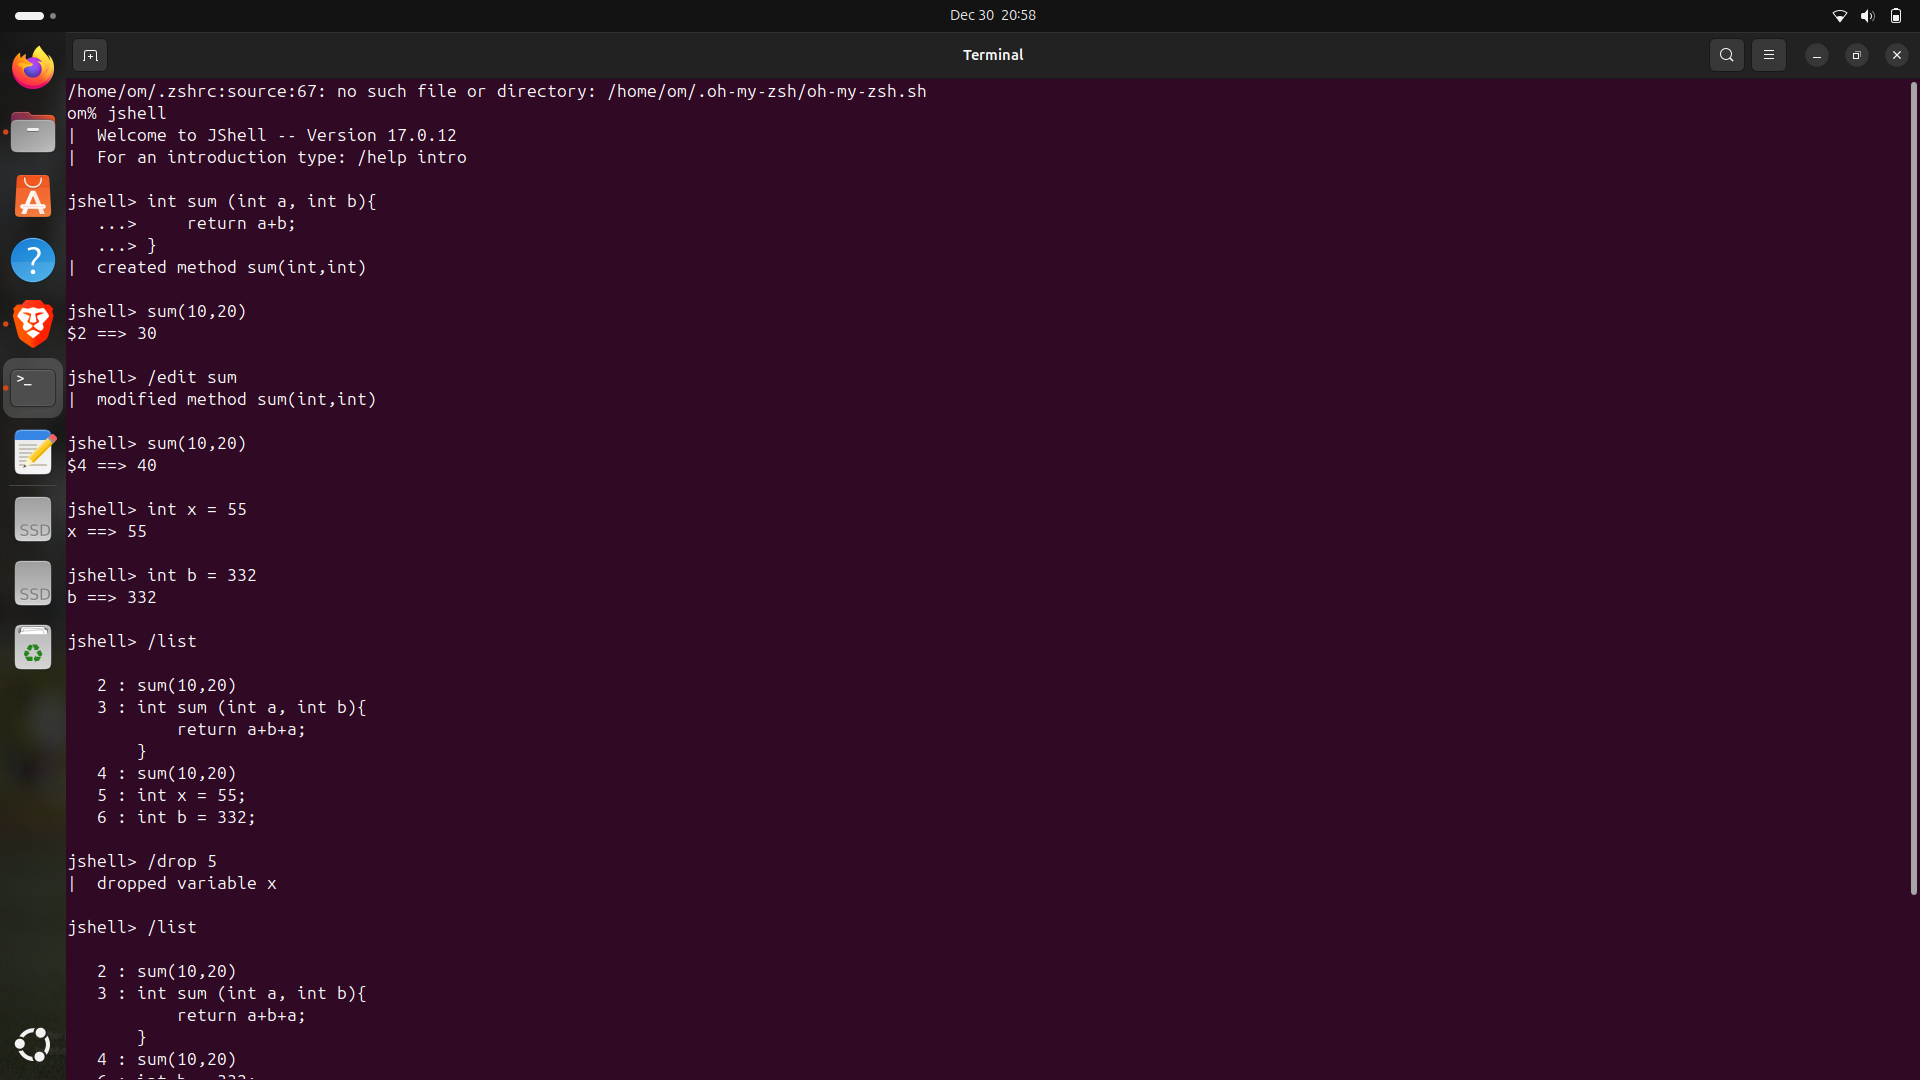 Dec 30 20:58
Terminal
/home/om/.zshrc:source:67: no such file or directory: /home/om/.oh-my-zsh/oh-my-zsh.sh
om% jshell
|  Welcome to JShell -- Version 17.0.12
|  For an introduction type: /help intro
jshell> int sum (int a, int b){
   ...>     return a+b;
   ...> }
|  created method sum(int,int)
jshell> sum(10,20)
$2 ==> 30
jshell> /edit sum
|  modified method sum(int,int)
jshell> sum(10,20)
$4 ==> 40
jshell> int x = 55
x ==> 55
jshell> int b = 332
b ==> 332
jshell> /list
   2 : sum(10,20)
   3 : int sum (int a, int b){
           return a+b+a;
       }
   4 : sum(10,20)
   5 : int x = 55;
   6 : int b = 332;
jshell> /drop 5
|  dropped variable x
jshell> /list
   2 : sum(10,20)
   3 : int sum (int a, int b){
           return a+b+a;
       }
   4 : sum(10,20)
   6 : int b = 332;
SSD
SSD